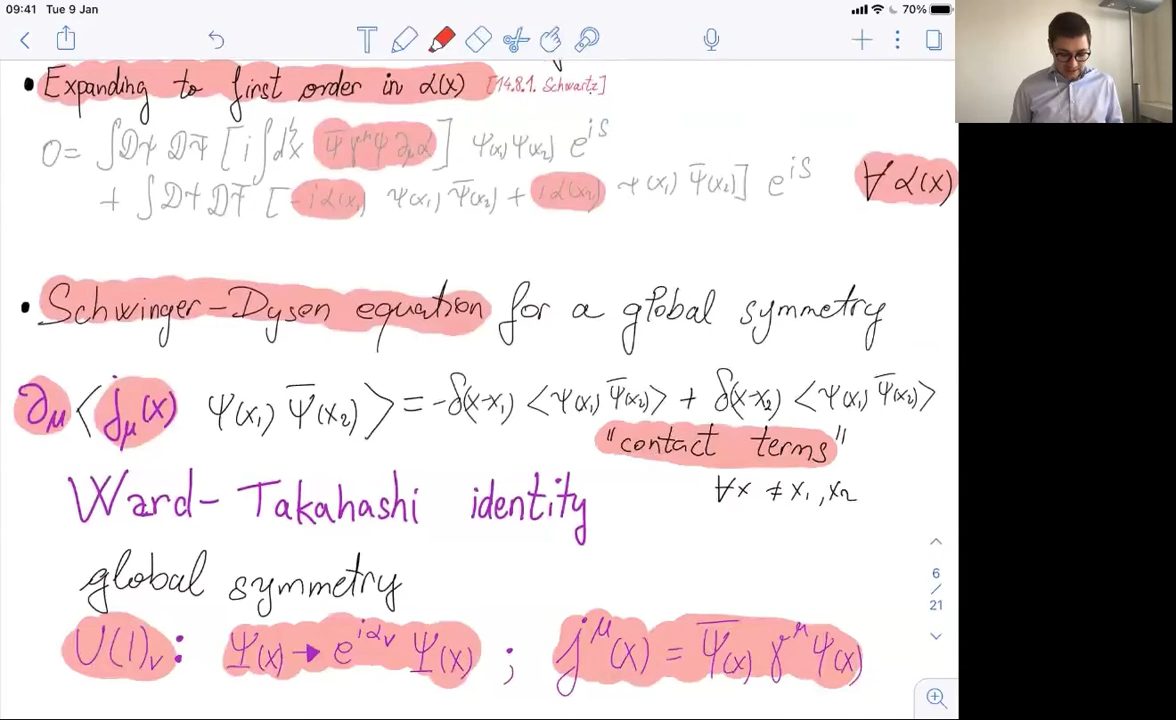 09:41 Tue 9 Jan 70%
• Expanding to first order in α(x) [14.8.1. Schwartz]
0 = ∫DΨ DΨ̄ [i∫d⁴x Ψ̄γ^μΨ ∂_μα] Ψ(x₁)Ψ̄(x₂) e^{iS}
+ ∫DΨ DΨ̄ [-iα(x₁) Ψ(x₁)Ψ̄(x₂) + iα(x₂) Ψ(x₁) Ψ̄(x₂)] e^{iS} ∀α(x)
• Schwinger-Dyson equation for a global symmetry
∂_μ⟨j_μ(x) Ψ(x₁) Ψ̄(x₂)⟩ = -δ(x-x₁) ⟨Ψ(x₁) Ψ̄(x₂)⟩ + δ(x-x₂) ⟨Ψ(x₁) Ψ̄(x₂)⟩
"contact terms"
∀x ≠ x₁, x₂
Ward-Takahashi identity
global symmetry
U(1)_V: Ψ(x) → e^{iα_V} Ψ(x) ; j^μ(x) = Ψ̄(x) γ^μ Ψ(x)
6
/
21